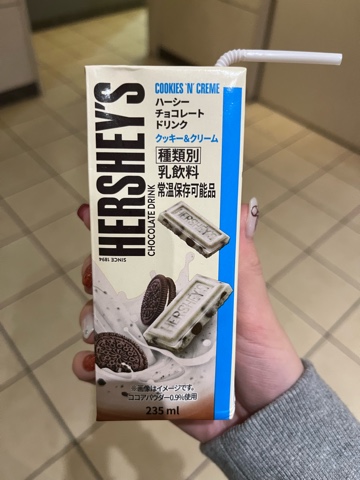 COOKIES 'N' CREME
HERSHEY'S
CHOCOLATE DRINK
SINCE 1894
ハーシー
チョコレート
ドリンク
クッキー&クリーム
種類別
乳飲料
常温保存可能品
HERSHEY'S
※画像はイメージです。
ココアパウダー0.9%使用
235 ml